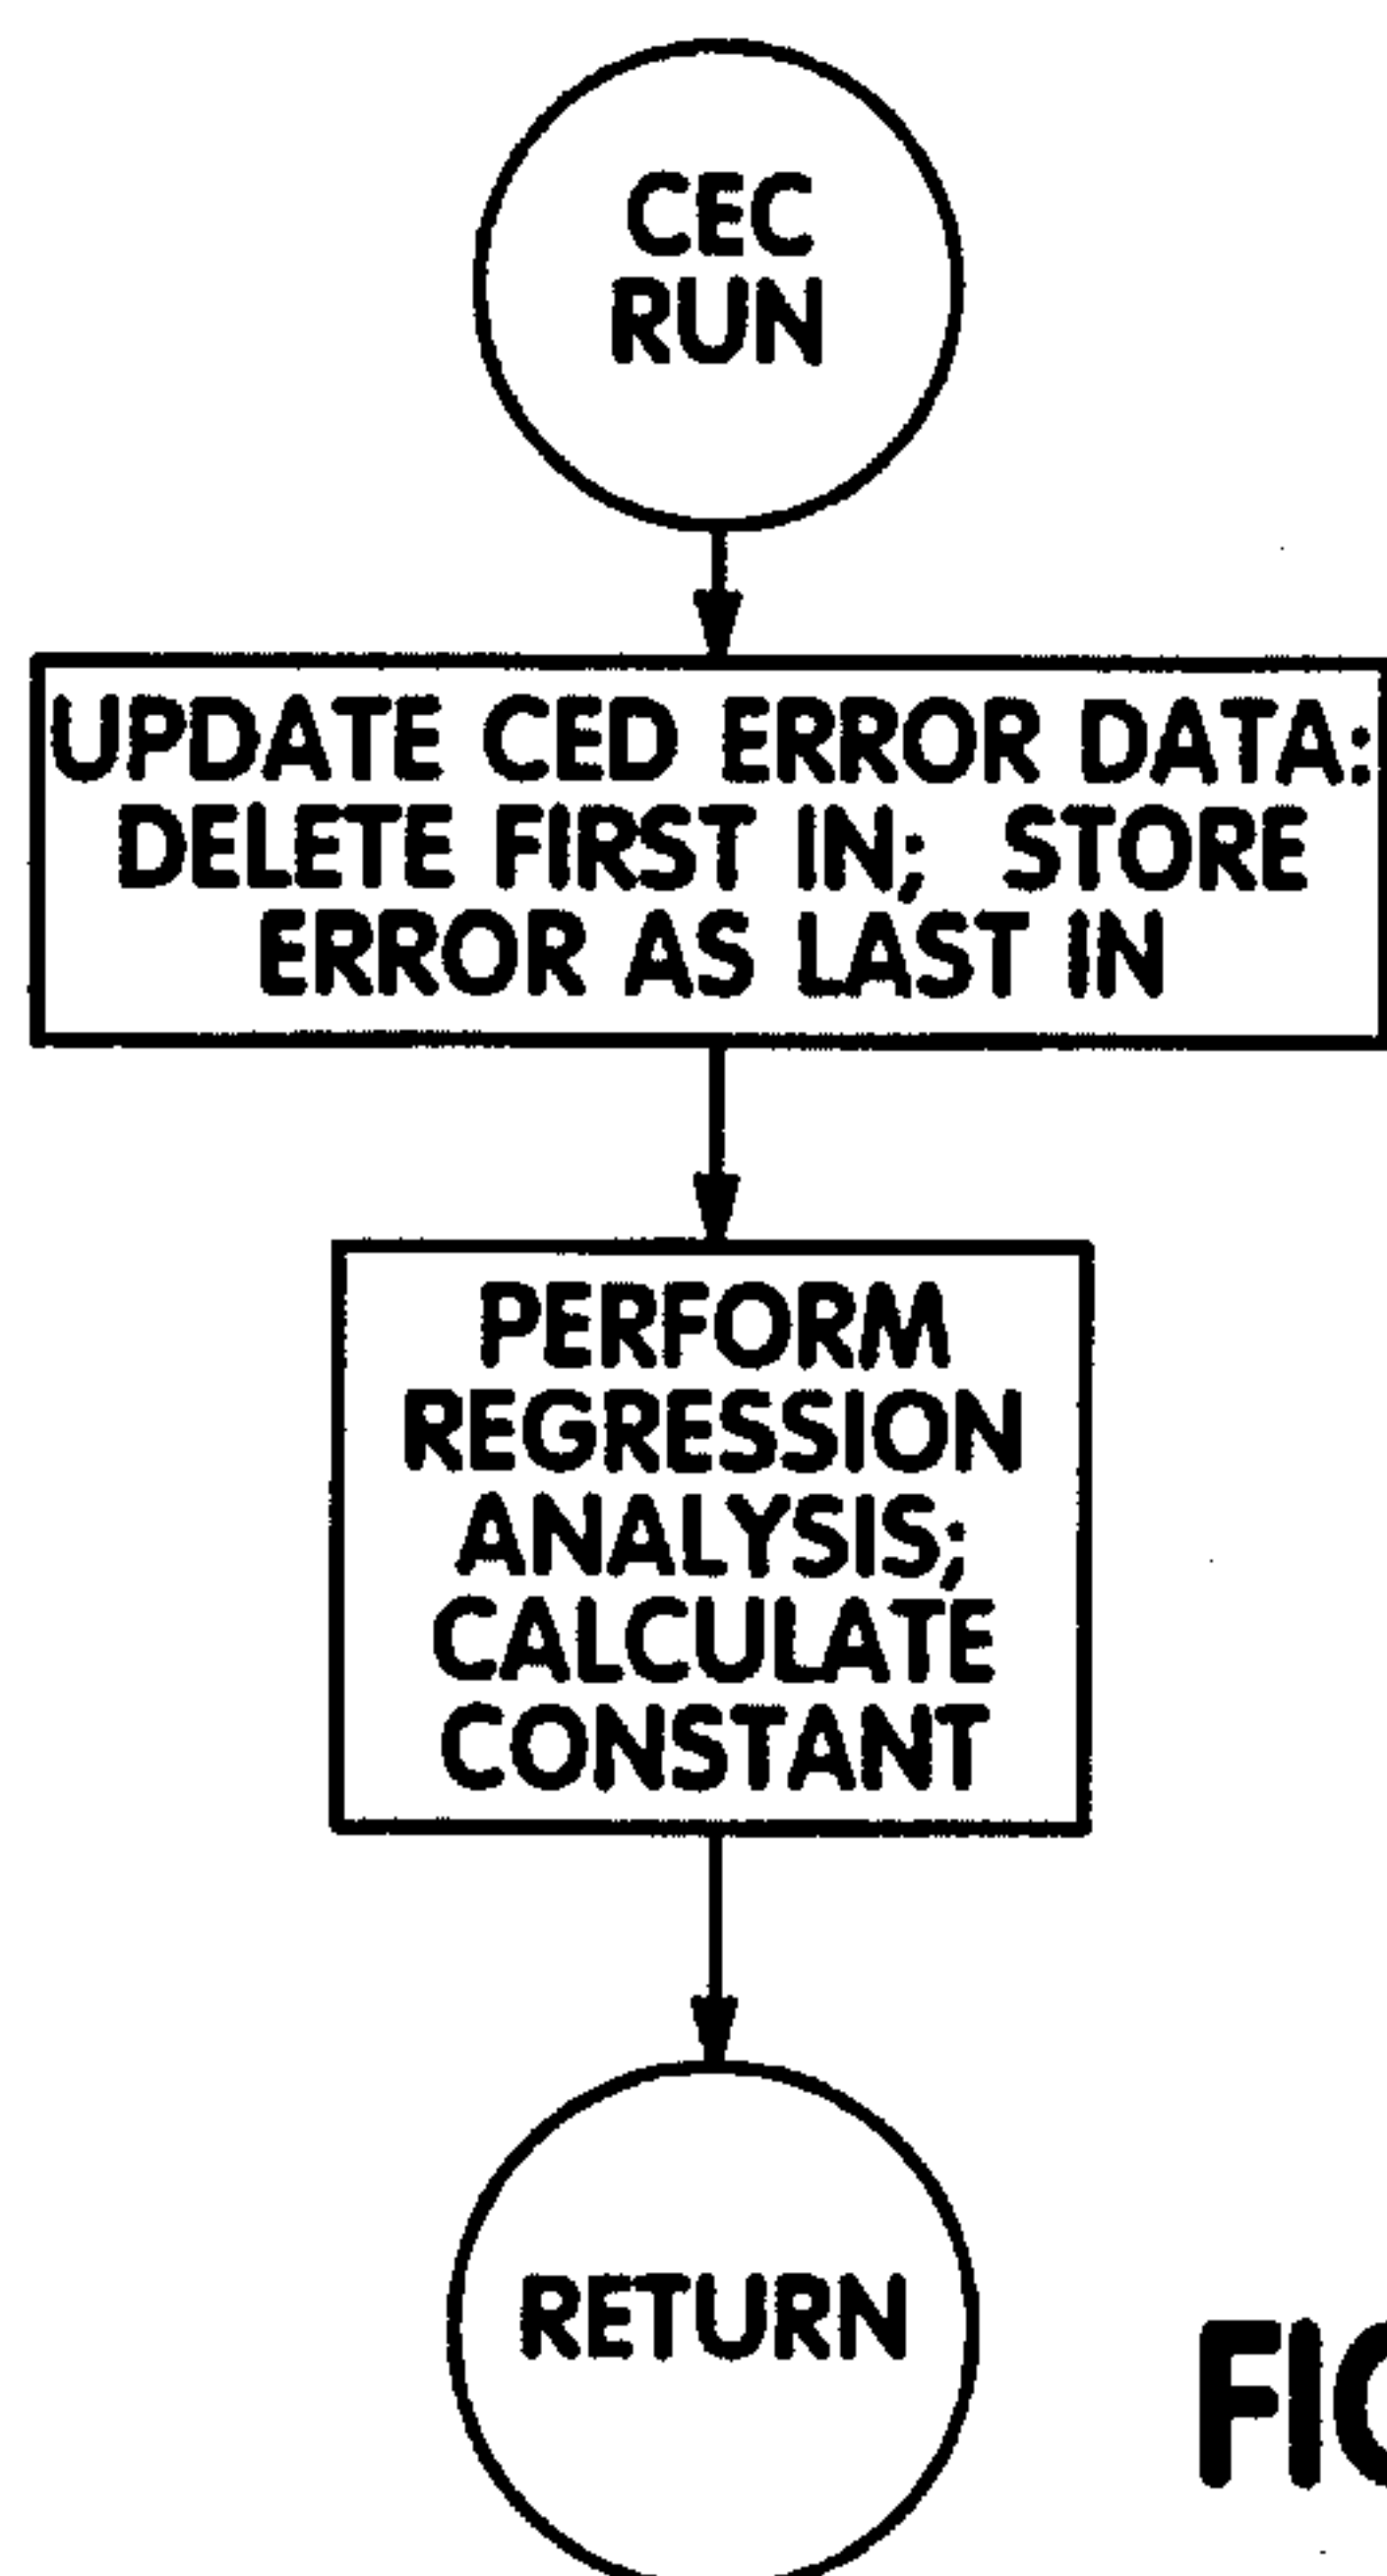 CEC
RUN
UPDATE CED ERROR DATA:
DELETE FIRST IN; STORE
ERROR AS LAST IN
PERFORM
REGRESSION
ANALYSIS;
CALCULATE
CONSTANT
RETURN